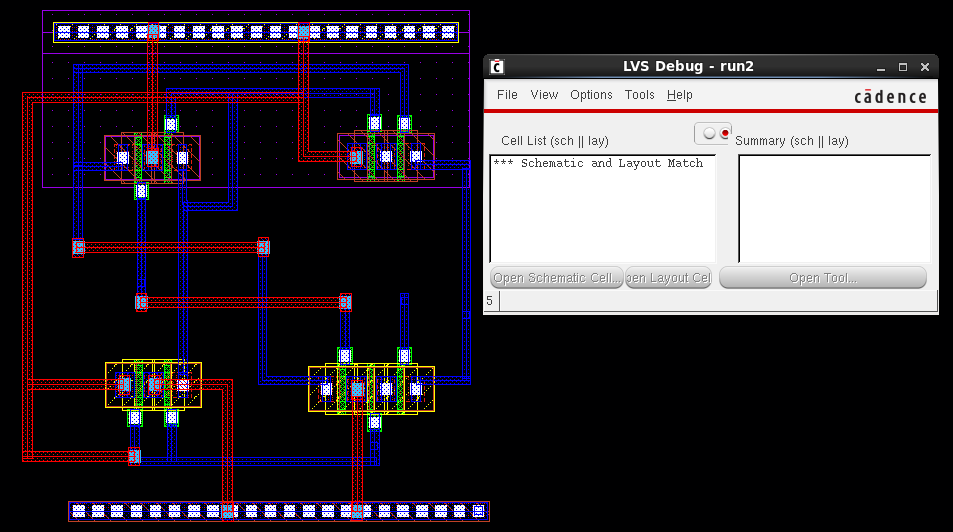 LVS Debug - run2
File View Options Tools Help
cādence
Cell List (sch || lay)
Summary (sch || lay)
*** Schematic and Layout Match
Open Schematic Cell...
pen Layout Cel
Open Tool...
5